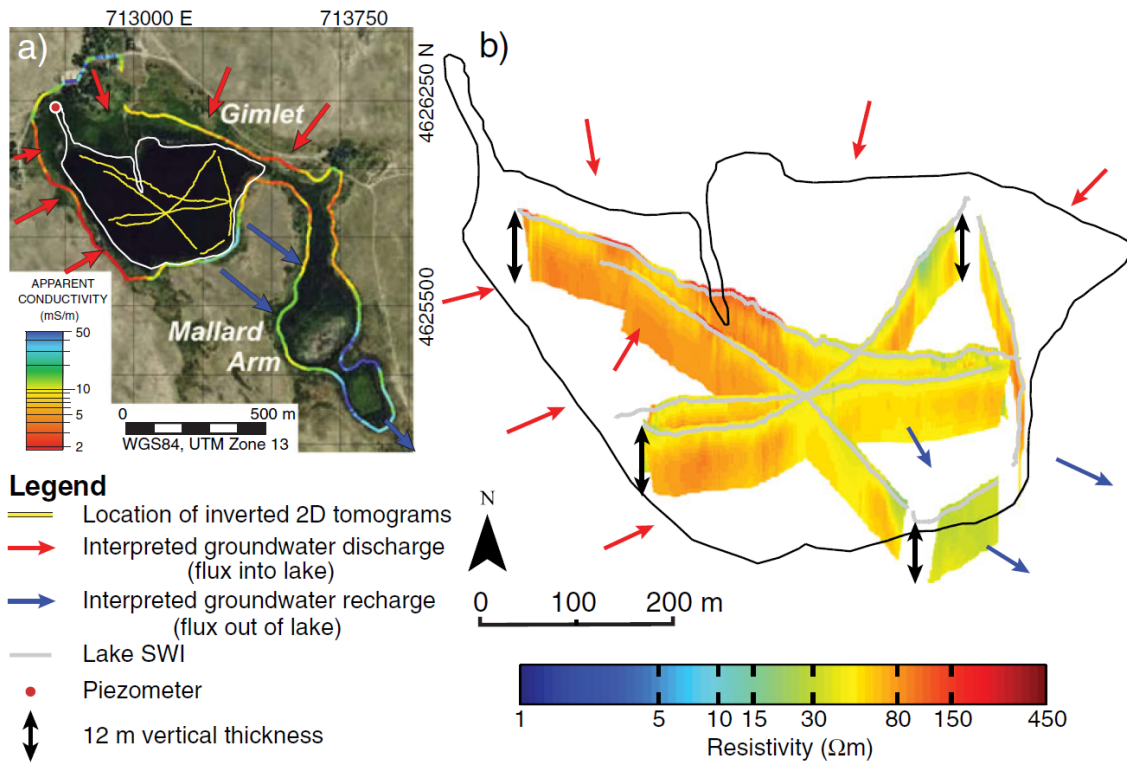 713000 E
713750
a)
4626250 N
Gimlet
4625500
Mallard
Arm
APPARENT
CONDUCTIVITY
(mS/m)
50
10
5
2
0
500 m
WGS84, UTM Zone 13
b)
Legend
Location of inverted 2D tomograms
Interpreted groundwater discharge
(flux into lake)
Interpreted groundwater recharge
(flux out of lake)
Lake SWI
Piezometer
12 m vertical thickness
N
0 100 200 m
1 5 10 15 30 80 150 450
Resistivity (Ωm)